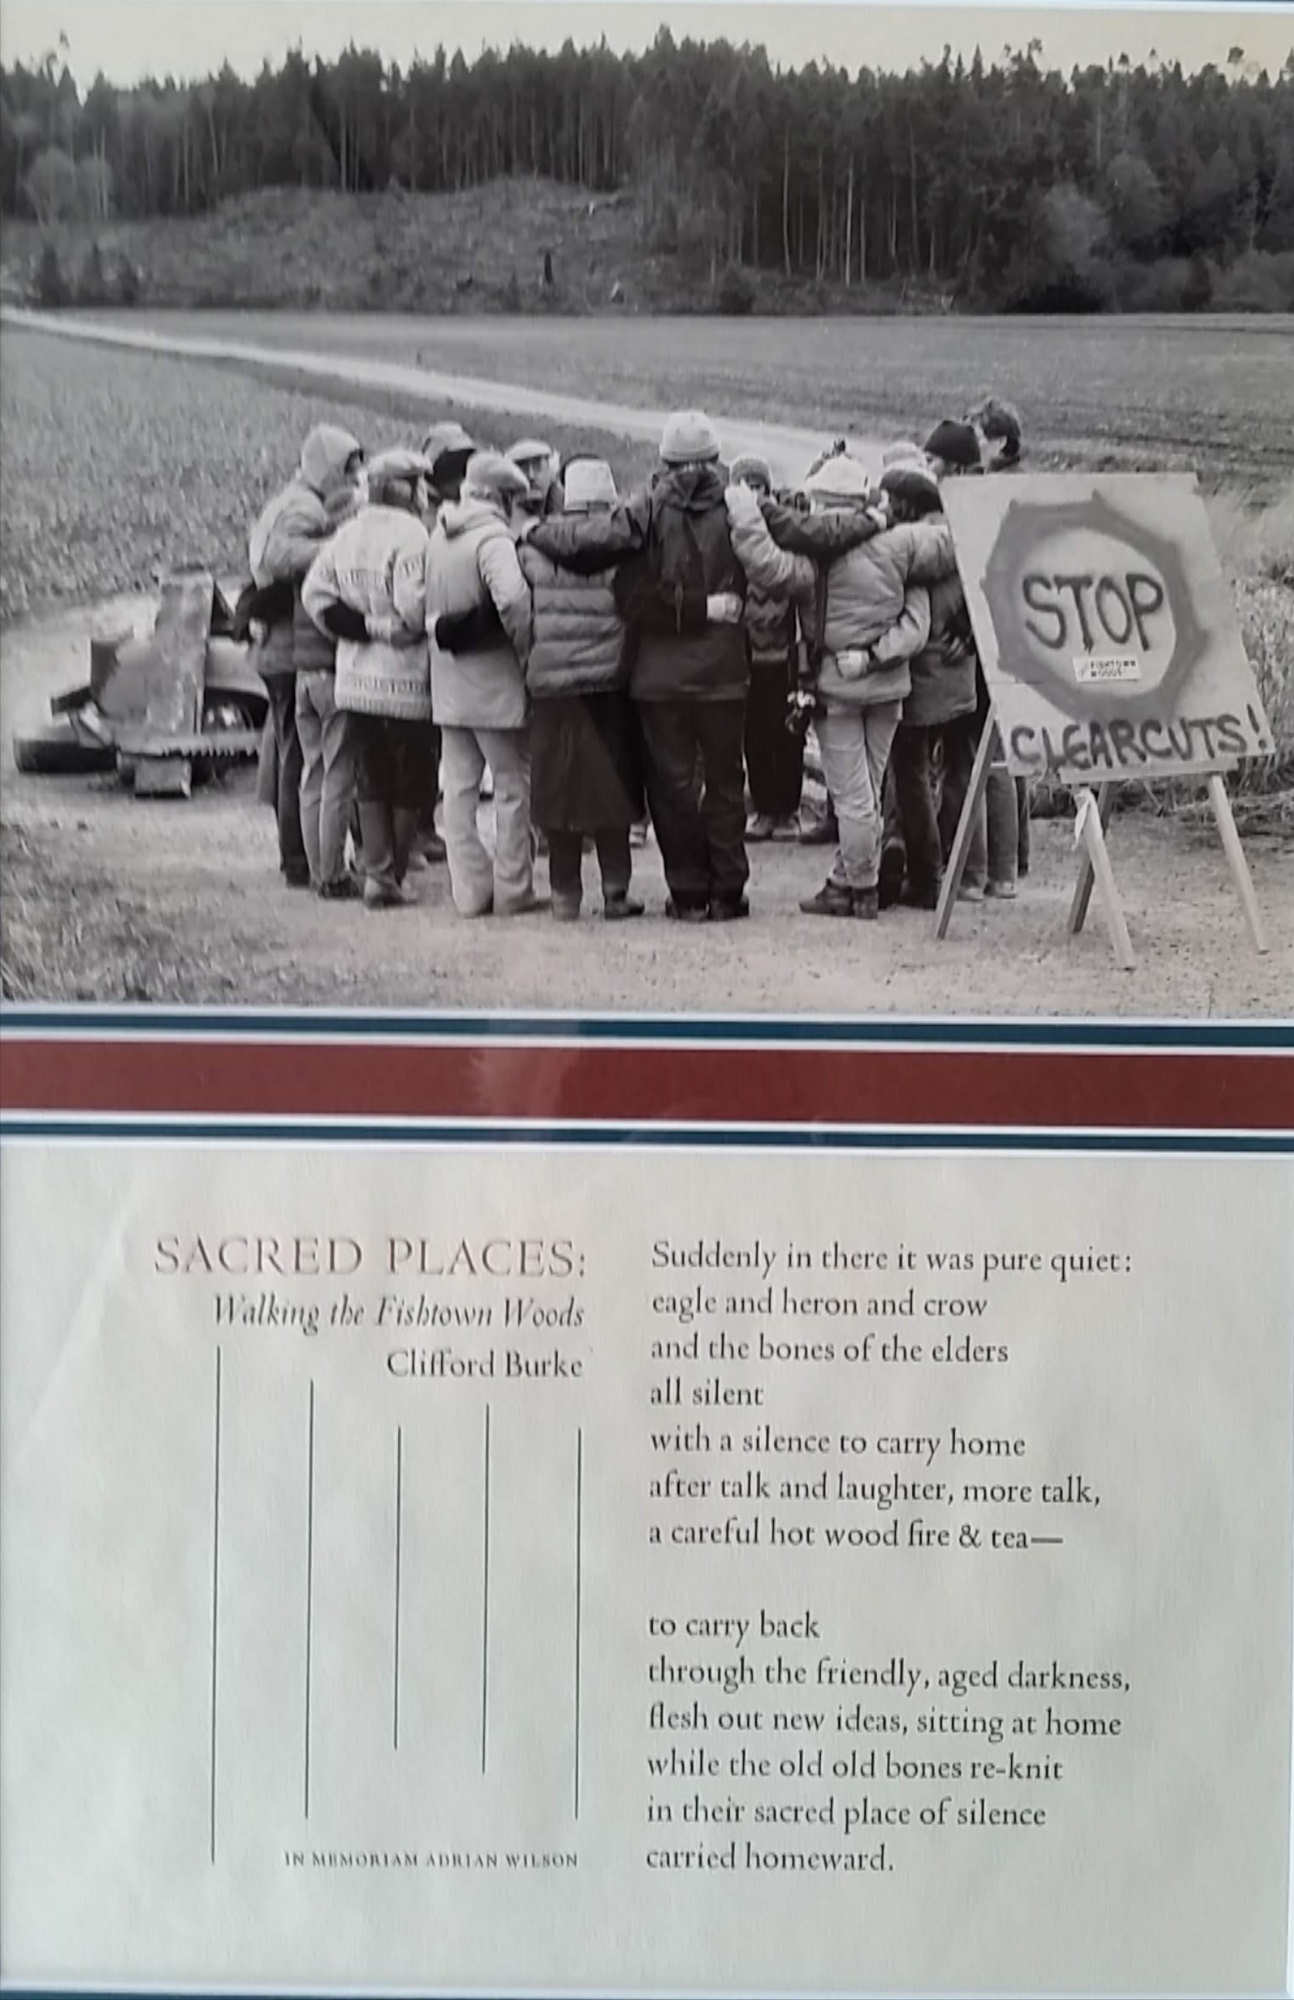 STOP
FISHTOWN
WOODS
CLEARCUTS!
SACRED PLACES:
Walking the Fishtown Woods
Clifford Burke
IN MEMORIAM ADRIAN WILSON
Suddenly in there it was pure quiet:
eagle and heron and crow
and the bones of the elders
all silent
with a silence to carry home
after talk and laughter, more talk,
a careful hot wood fire & tea—
to carry back
through the friendly, aged darkness,
flesh out new ideas, sitting at home
while the old old bones re-knit
in their sacred place of silence
carried homeward.